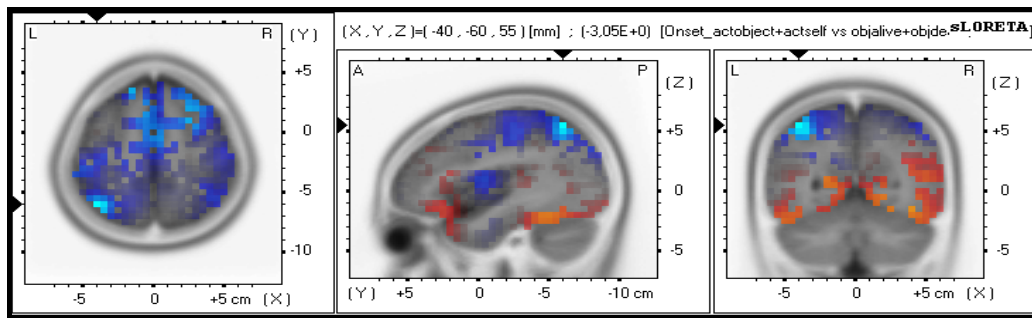 (X,Y,Z)=(-40,-60,55)[mm] ; (-3,05E+0) [Onset_actobject+actself vs objalive+objde
sLORETA]
L R (Y)
+5
0
-5
-10
-5 0 +5 cm (X)
A P (Z)
+5
0
-5
(Y) +5 0 -5 -10 cm
L R (Z)
+5
0
-5
-5 0 +5 cm (X)